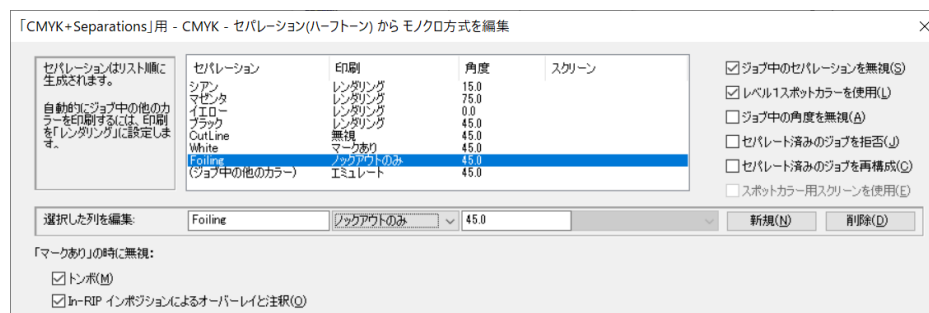 「CMYK+Separations」用 - CMYK - セパレーション(ハーフトーン) から モノクロ方式を編集
セパレーションはリスト順に
生成されます。
自動的にジョブ中の他のカ
ラーを印刷するには、印刷
を「レンダリング」に設定しま
す。
セパレーション 印刷 角度 スクリーン
シアン レンダリング 15.0
マゼンタ レンダリング 75.0
イエロー レンダリング 0.0
ブラック レンダリング 45.0
CutLine 無視 45.0
White マークあり 45.0
Foiling ノックアウトのみ 45.0
(ジョブ中の他のカラー) エミュレート 45.0
ジョブ中のセパレーションを無視(S)
レベル1スポットカラーを使用(L)
ジョブ中の角度を無視(A)
セパレート済みのジョブを拒否(J)
セパレート済みのジョブを再構成(C)
スポットカラー用スクリーンを使用(E)
選択した列を編集: Foiling ノックアウトのみ 45.0 新規(N) 削除(D)
「マークあり」の時に無視:
トンボ(M)
In-RIP インポジションによるオーバーレイと注釈(O)